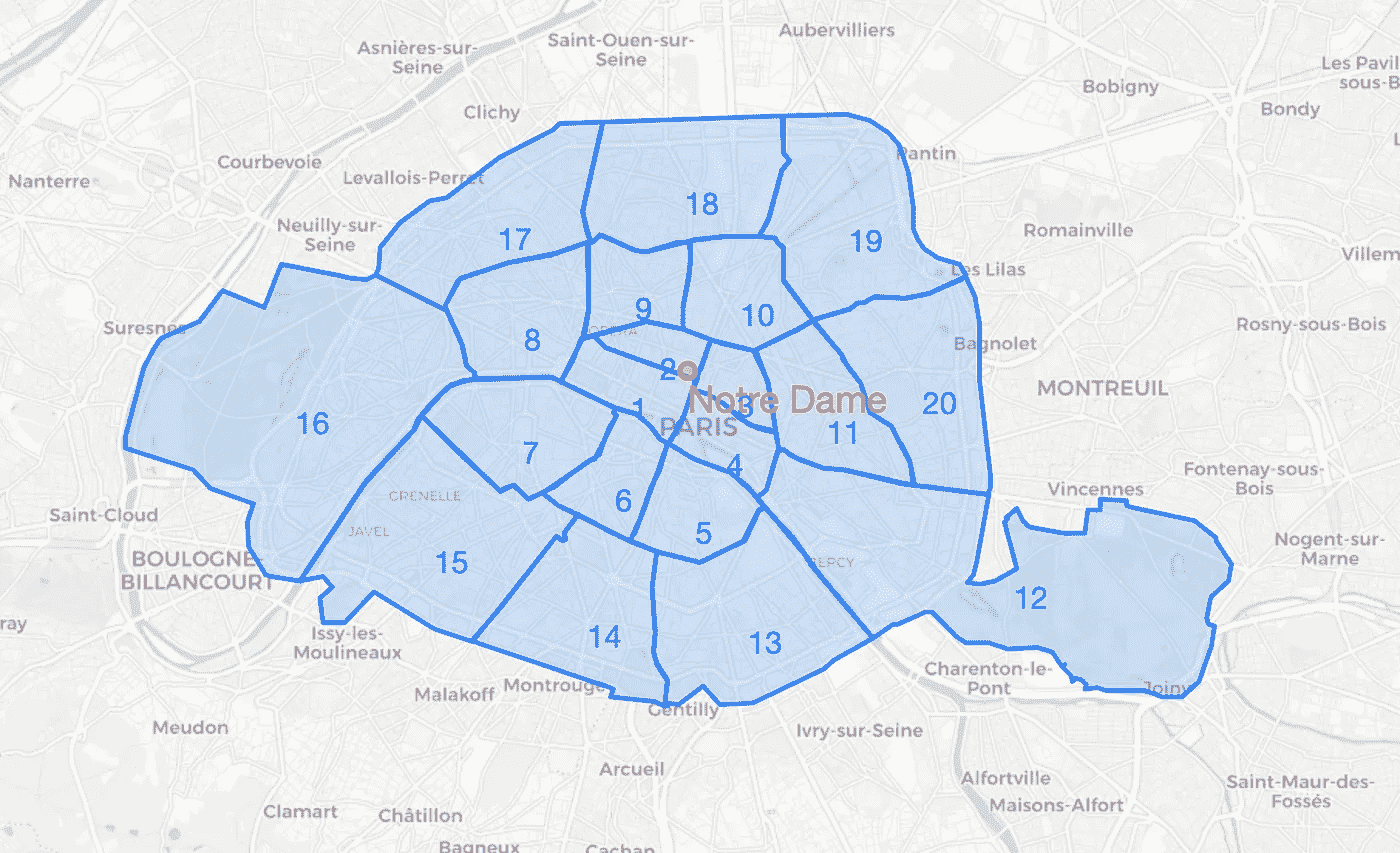 Aubervilliers
Saint-Ouen-sur-
Seine
Asnières-sur-
Seine
Les Pavil
sous-B
Bobigny
Bondy
Clichy
Pantin
Courbevoie
Nanterre
Levallois-Perret
18
Neuilly-sur-
Seine
Romainville
17
19
Villem
Les Lilas
9
10
Suresnes
OPÉRA
Rosny-sous-Bois
8
Bagnolet
2
MONTREUIL
Notre Dame
1
3
20
16
PARIS
11
7
4
Fontenay-sous-
Bois
Vincennes
GRENELLE
6
Saint-Cloud
JAVEL
5
Nogent-sur-
Marne
BOULOGNE-
BILLANCOURT
15
BERCY
12
ray
Issy-les-
Moulineaux
14
13
Charenton-le-
Pont
Malakoff
Montrouge
Joinv
Gentilly
Meudon
Ivry-sur-Seine
Arcueil
Alfortville
Saint-Maur-des-
Fossés
Maisons-Alfort
Clamart
Châtillon
Bagneux
Cachan